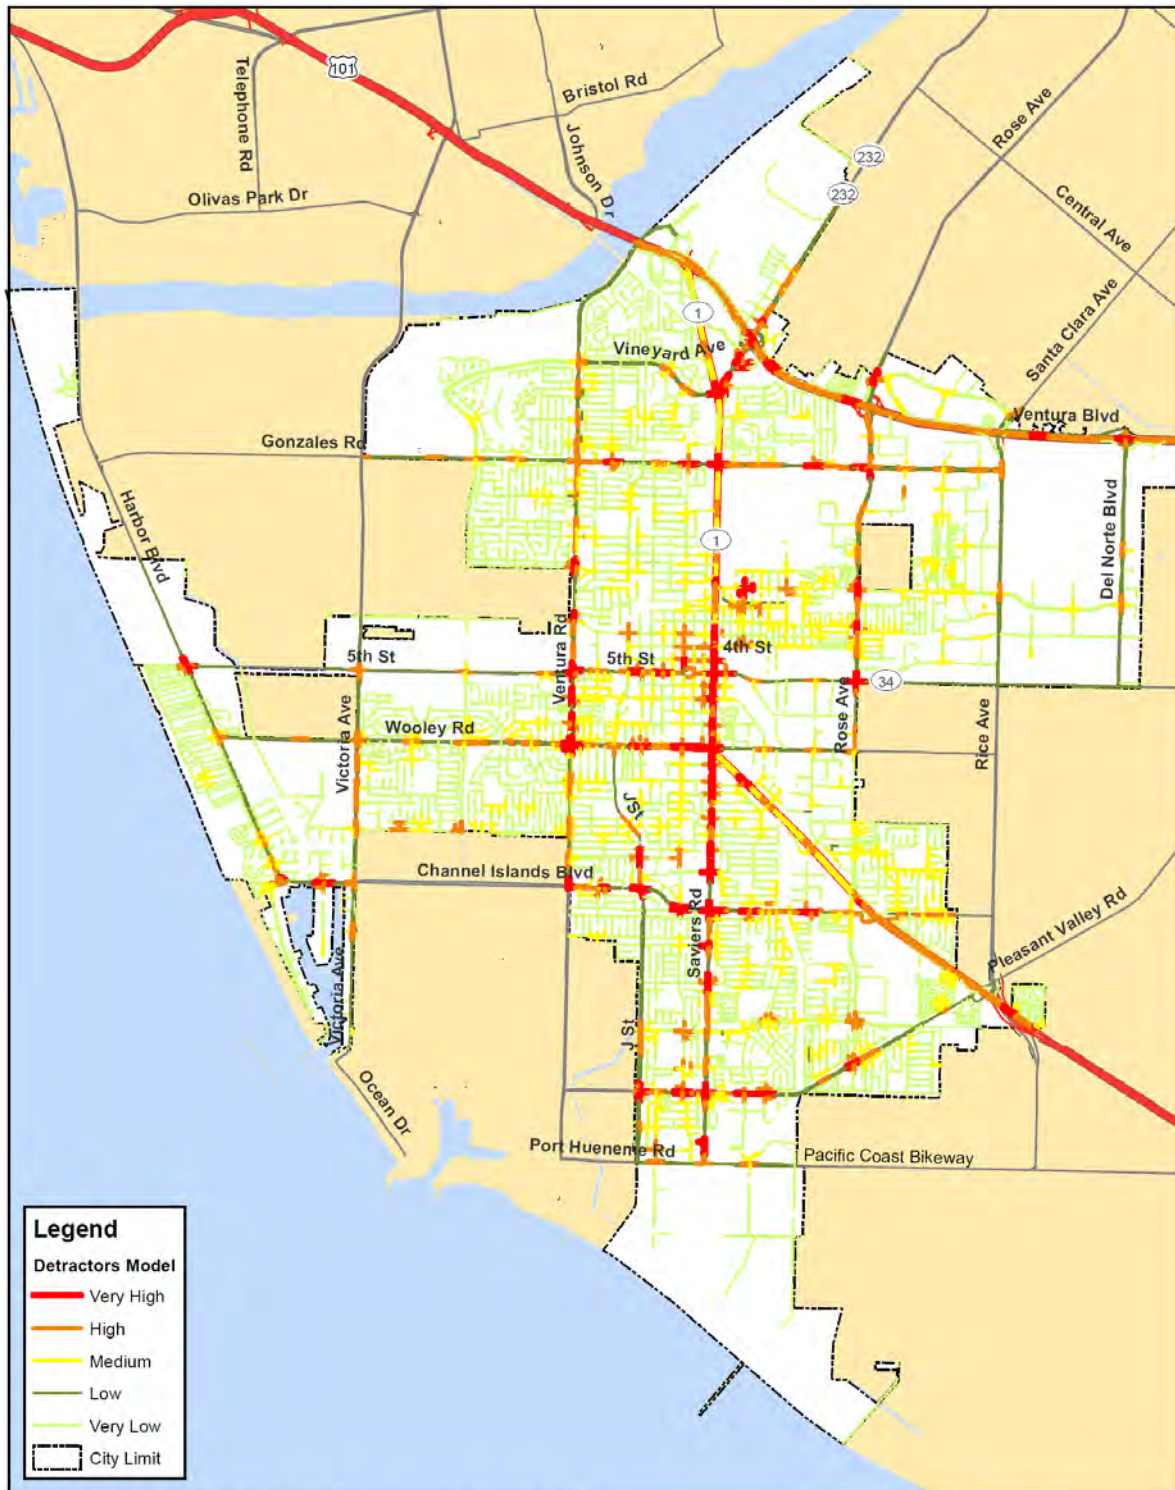 101
Telephone Rd
Bristol Rd
Johnson Dr
Rose Ave
232
232
Central Ave
Olivas Park Dr
Santa Clara Ave
1
Vineyard Ave
Ventura Blvd
Gonzales Rd
Harbor Blvd
Del Norte Blvd
1
5th St
Ventura Rd
5th St
4th St
34
Rose Ave
Rice Ave
Victoria Ave
Wooley Rd
J St
Channel Islands Blvd
Saviers Rd
Pleasant Valley Rd
Victoria Ave
J St
Ocean Dr
Port Hueneme Rd
Pacific Coast Bikeway
Legend
Detractors Model
Very High
High
Medium
Low
Very Low
City Limit